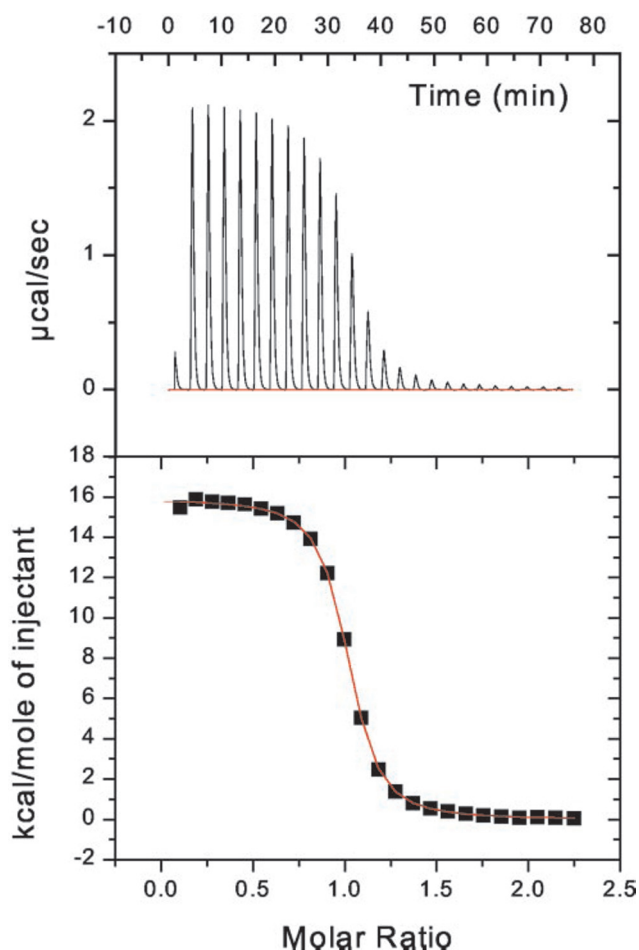 -10 0 10 20 30 40 50 60 70 80
Time (min)
2
1
0
µcal/sec
18
16
14
12
10
8
6
4
2
0
-2
kcal/mole of injectant
0.0 0.5 1.0 1.5 2.0 2.5
Molar Ratio